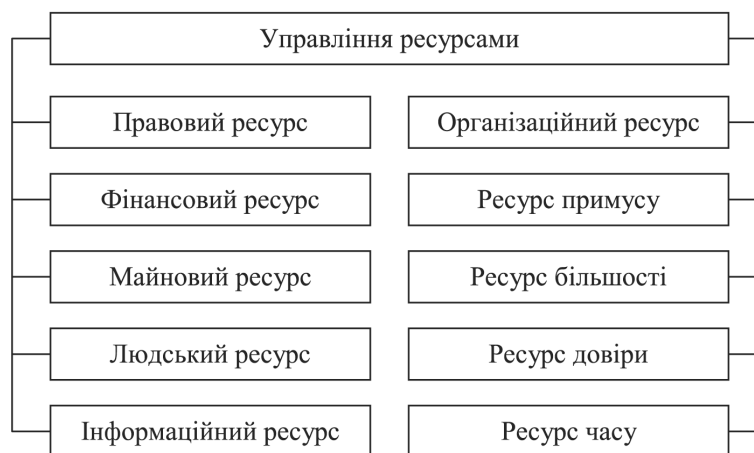 Управління ресурсами
Правовий ресурс
Організаційний ресурс
Фінансовий ресурс
Ресурс примусу
Майновий ресурс
Ресурс більшості
Людський ресурс
Ресурс довіри
Інформаційний ресурс
Ресурс часу